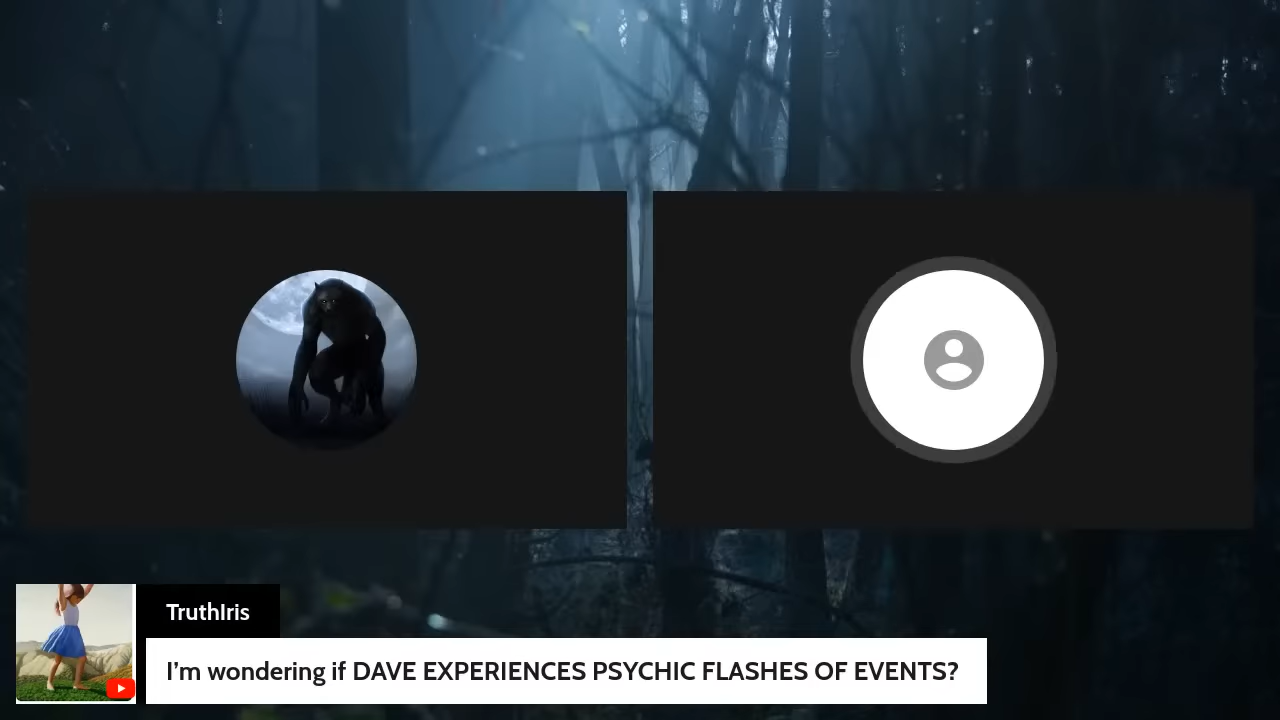 TruthIris
I’m wondering if DAVE EXPERIENCES PSYCHIC FLASHES OF EVENTS?